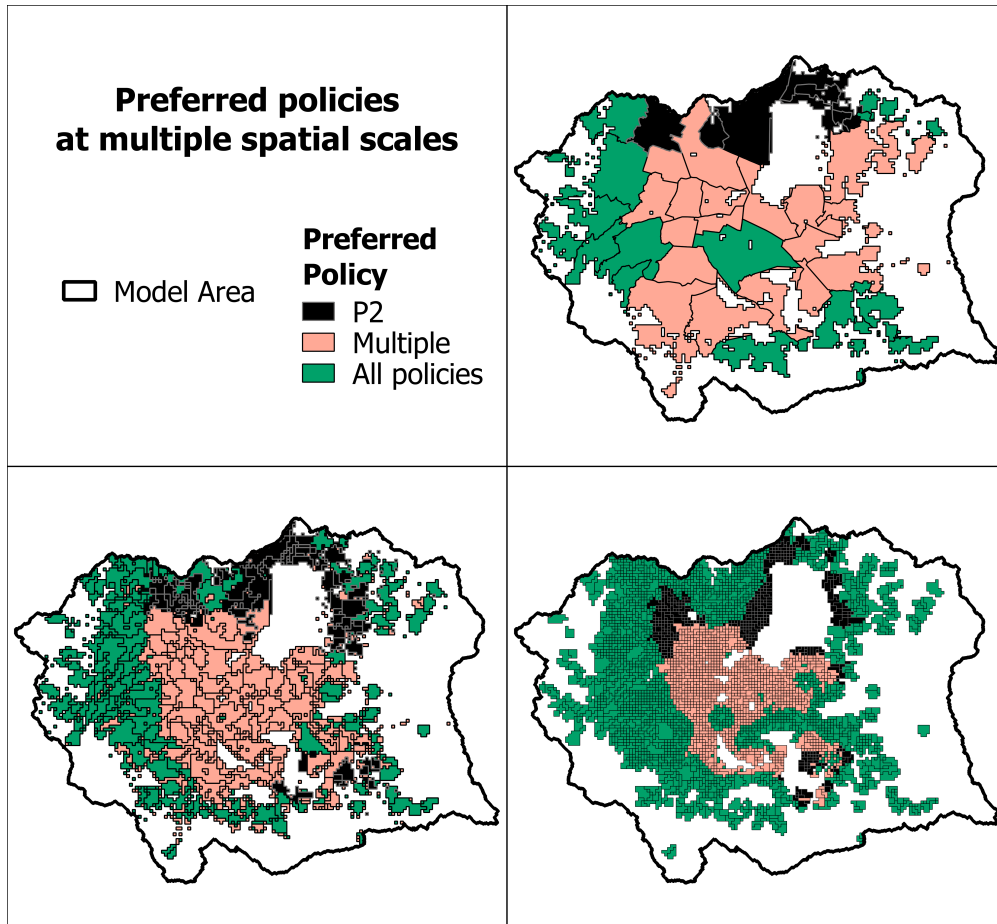 Preferred policies
at multiple spatial scales
Preferred
Policy
Model Area
P2
Multiple
All policies